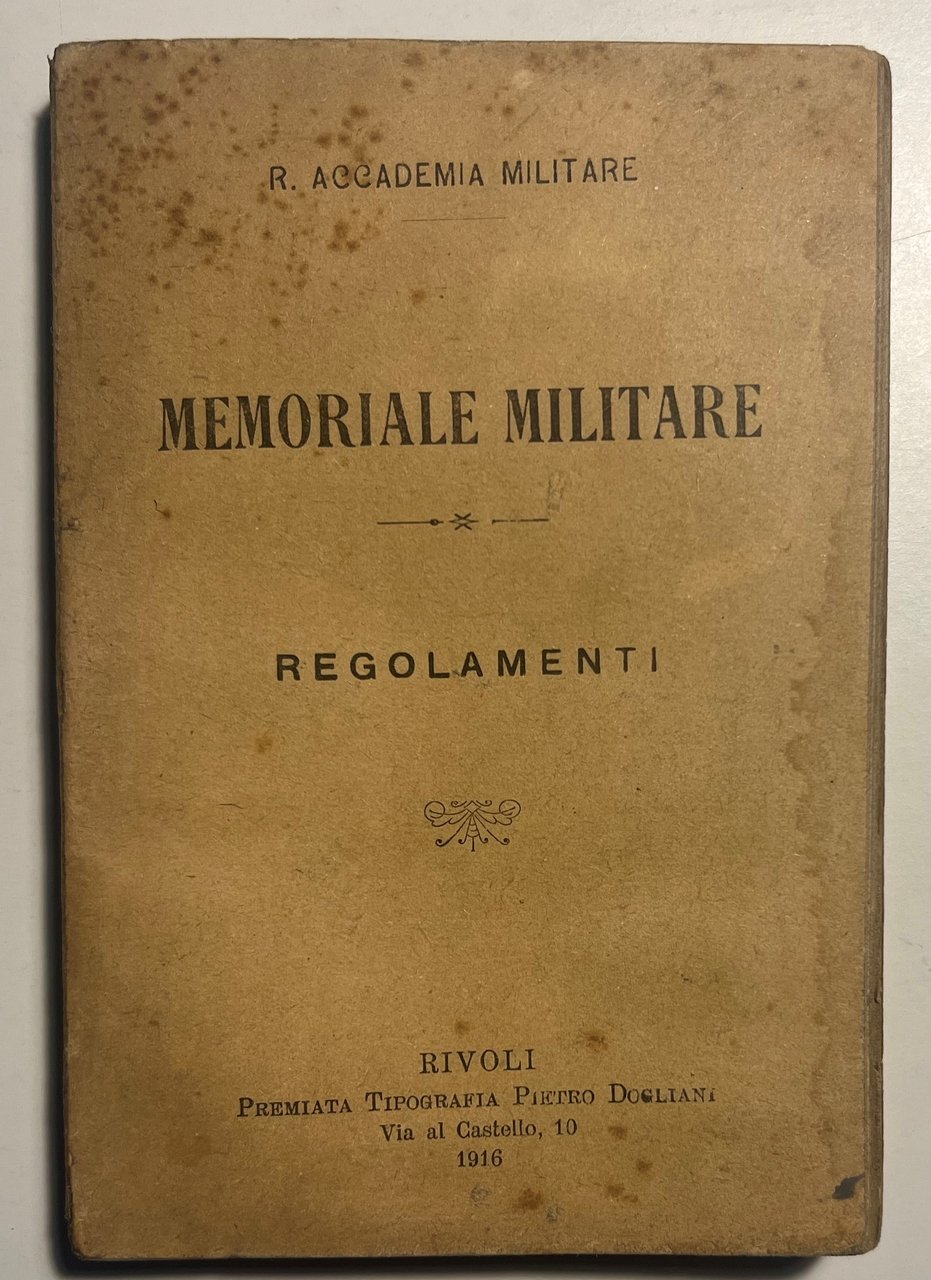 R. ACCADEMIA MILITARE
MEMORIALE MILITARE
REGOLAMENTI
RIVOLI
PREMIATA TIPOGRAFIA PIETRO DOGLIANI
Via al Castello, 10
1916